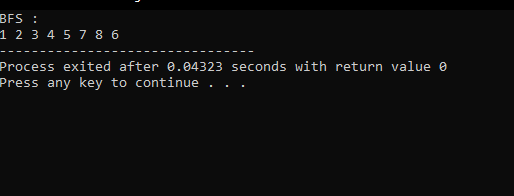 BFS :
1 2 3 4 5 7 8 6
--------------------------------
Process exited after 0.04323 seconds with return value 0
Press any key to continue . . .